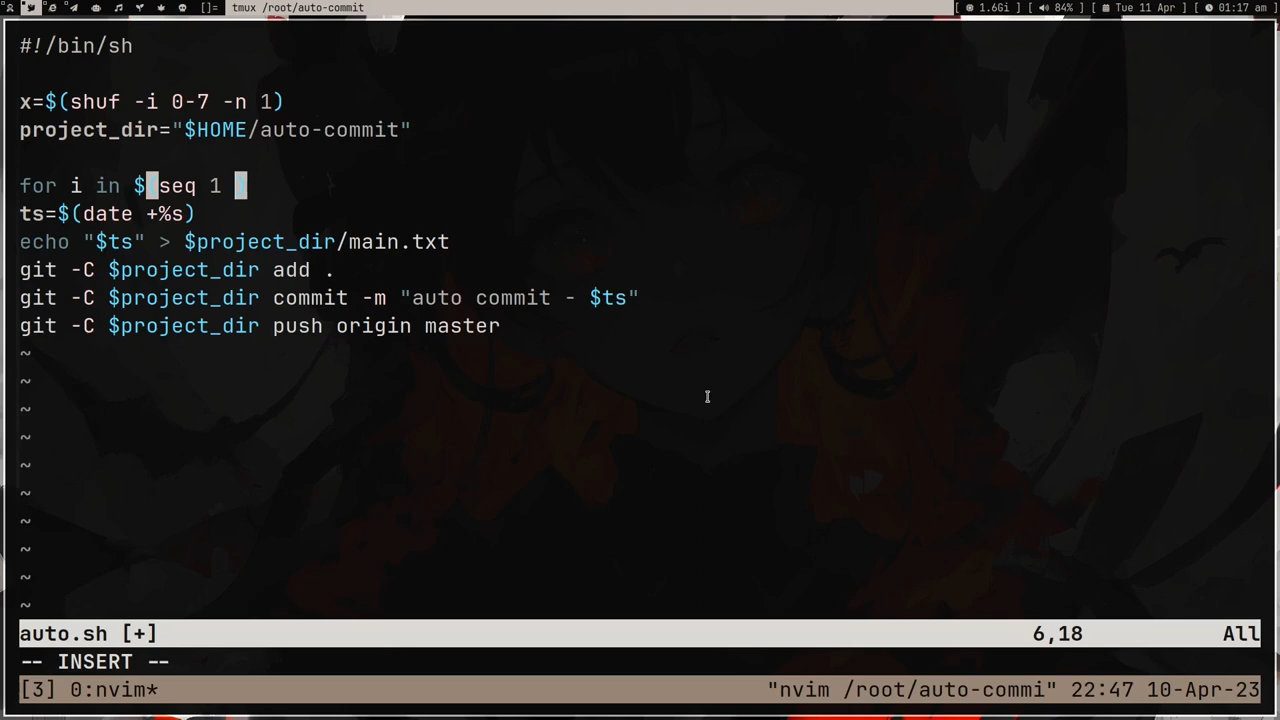 []= tmux /root/auto-commit [ 1.6Gi ] [ 84% ] [ Tue 11 Apr ] [ 01:17 am ]
#!/bin/sh
x=$(shuf -i 0-7 -n 1)
project_dir="$HOME/auto-commit"
for i in $(seq 1 )
ts=$(date +%s)
echo "$ts" > $project_dir/main.txt
git -C $project_dir add .
git -C $project_dir commit -m "auto commit - $ts"
git -C $project_dir push origin master
~
~
~
~
~
~
~
~
~
~
auto.sh [+] 6,18 All
-- INSERT --
[3] 0:nvim* "nvim /root/auto-commi" 22:47 10-Apr-23